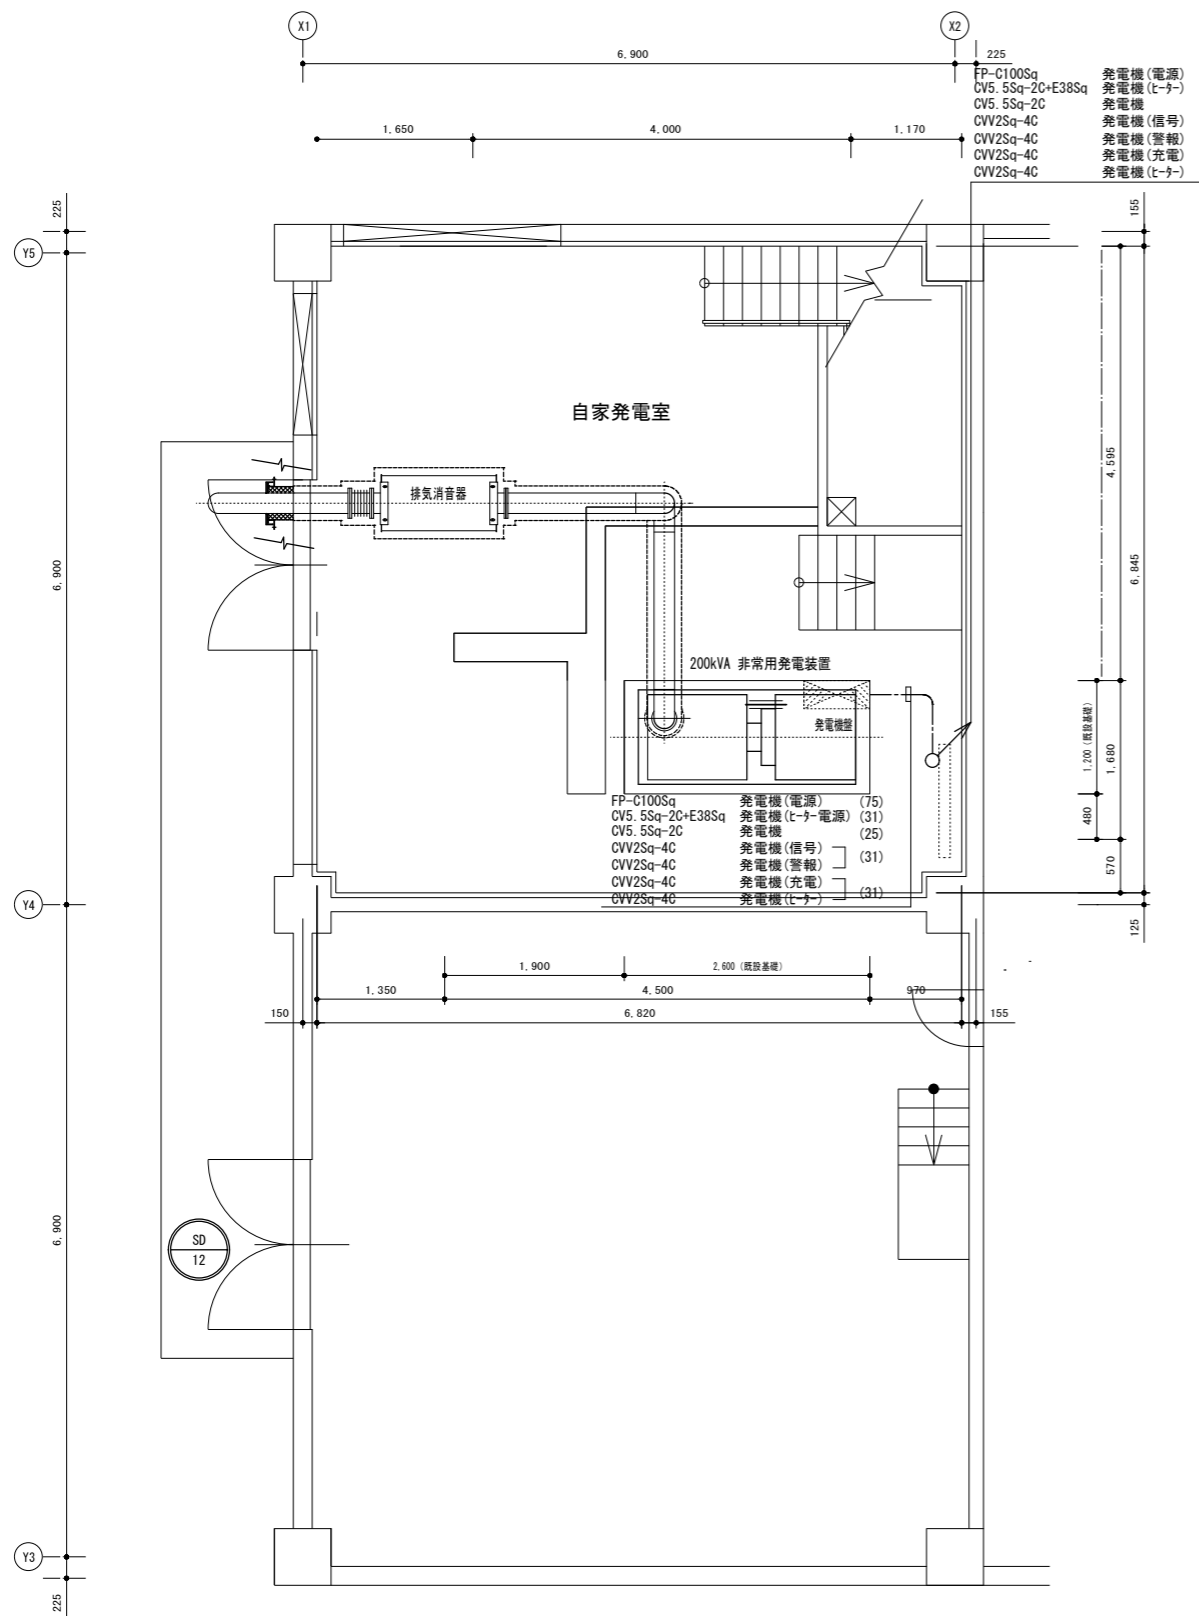 X1
X2
6,900
225
FP-C100Sq 発電機(電源)
CV5.5Sq-2C+E38Sq 発電機(ヒーター)
CV5.5Sq-2C 発電機
CVV2Sq-4C 発電機(信号)
CVV2Sq-4C 発電機(警報)
CVV2Sq-4C 発電機(充電)
CVV2Sq-4C 発電機(ヒーター)
1,650
4,000
1,170
225
155
Y5
自家発電室
4,595
排気消音器
6,900
6,845
200kVA 非常用発電装置
発電機盤
1,200 (既設基礎)
1,680
480
570
FP-C100Sq 発電機(電源) (75)
CV5.5Sq-2C+E38Sq 発電機(ヒーター電源) (31)
CV5.5Sq-2C 発電機 (25)
CVV2Sq-4C 発電機(信号)
(31)
CVV2Sq-4C 発電機(警報)
CVV2Sq-4C 発電機(充電)
(31)
CVV2Sq-4C 発電機(ヒーター)
Y4
125
1,900
2,600 (既設基礎)
1,350
4,500
970
150
6,820
155
6,900
SD
12
Y3
225